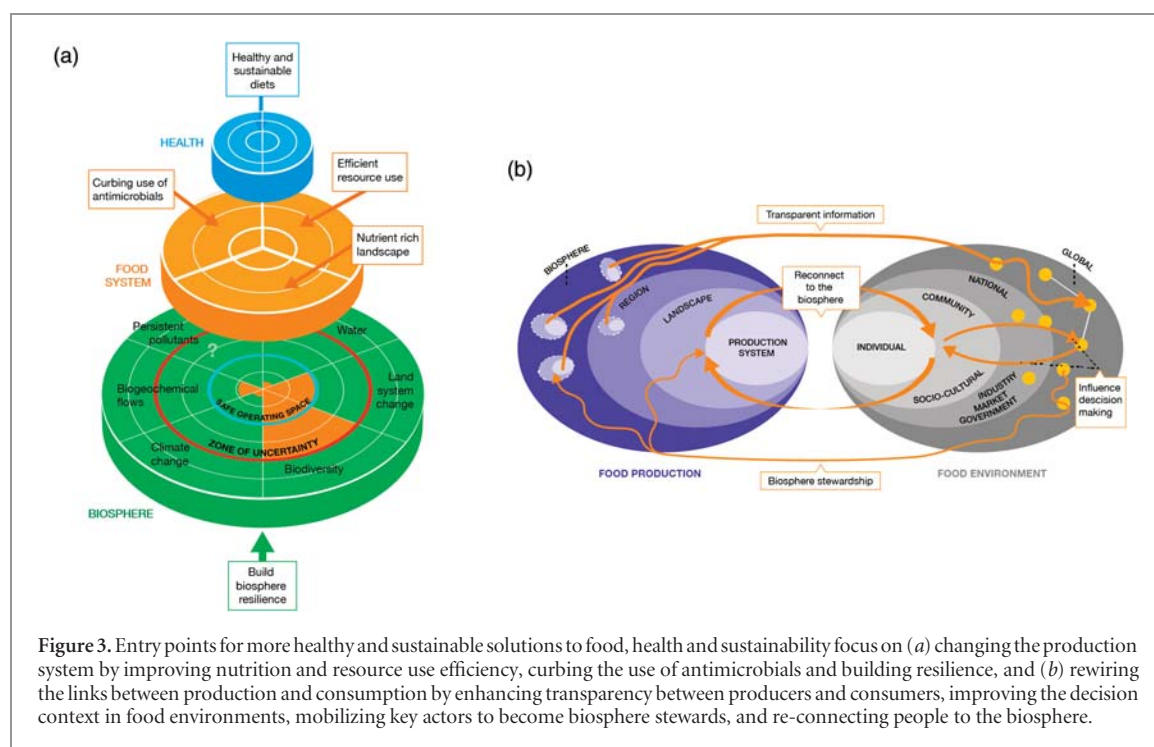 (a)
Healthy and
sustainable
diets
HEALTH
Curbing use of
antimicrobials
Efficient
resource use
Nutrient rich
landscape
FOOD
SYSTEM
Persistent
pollutants
?
Water
Biogeochemical
flows
Land
system
change
SAFE OPERATING SPACE
ZONE OF UNCERTAINTY
Climate
change
Biodiversity
BIOSPHERE
Build
biosphere
resilience
(b)
Transparent information
BIOSPHERE
REGION
LANDSCAPE
PRODUCTION
SYSTEM
Reconnect
to the
biosphere
GLOBAL
NATIONAL
COMMUNITY
INDIVIDUAL
SOCIO-CULTURAL
INDUSTRY
MARKET
GOVERNMENT
Influence
descision
making
FOOD PRODUCTION
FOOD ENVIRONMENT
Biosphere stewardship
Figure 3. Entry points for more healthy and sustainable solutions to food, health and sustainability focus on (a) changing the production
system by improving nutrition and resource use efficiency, curbing the use of antimicrobials and building resilience, and (b) rewiring
the links between production and consumption by enhancing transparency between producers and consumers, improving the decision
context in food environments, mobilizing key actors to become biosphere stewards, and re-connecting people to the biosphere.